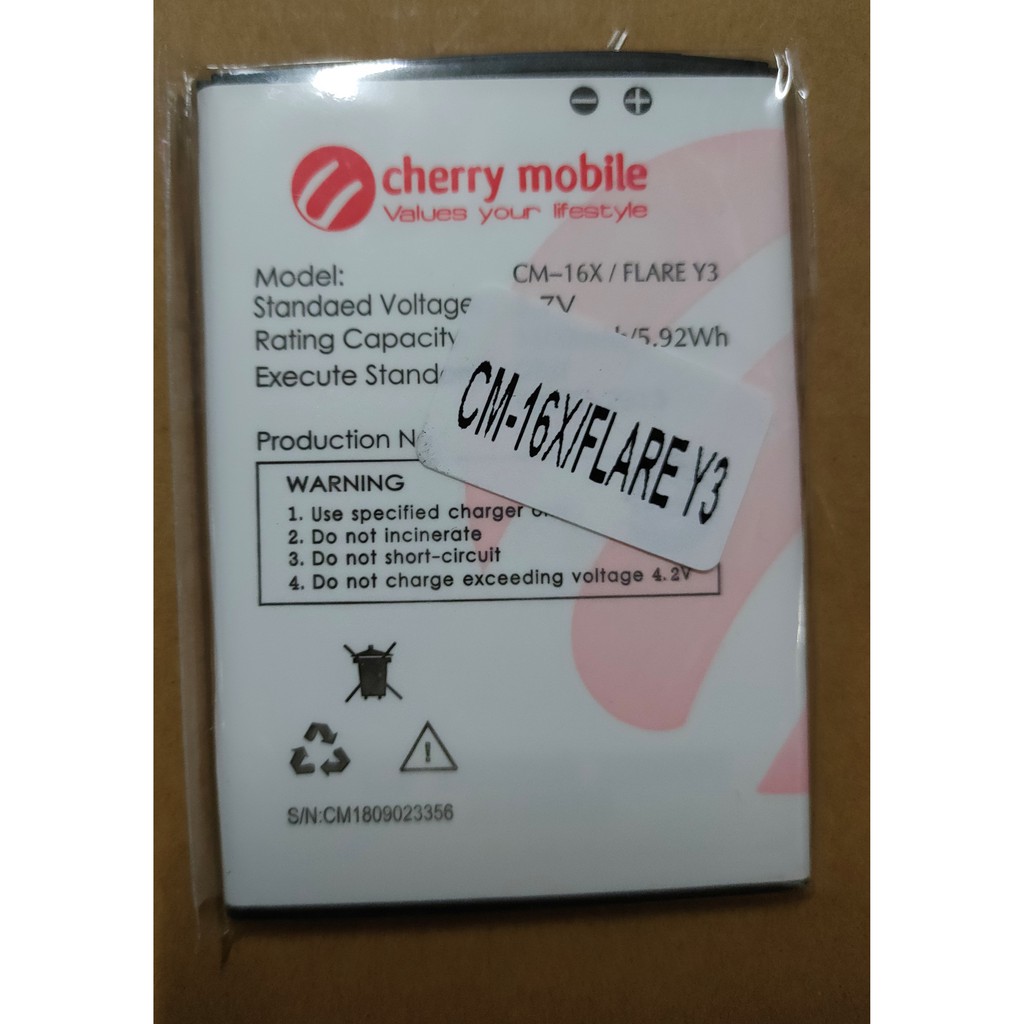 cherry mobile
Values your lifestyle
Model: CM-16X / FLARE Y3
Standaed Voltage 7V
Rating Capacity /5.92Wh
Execute
Production
CM-16X/FLARE Y3
WARNING
1. Use specified charger
2. Do not incinerate
3. Do not short-circuit
4. Do not charge exceeding voltage 4.2V
S/N:CM1809023356